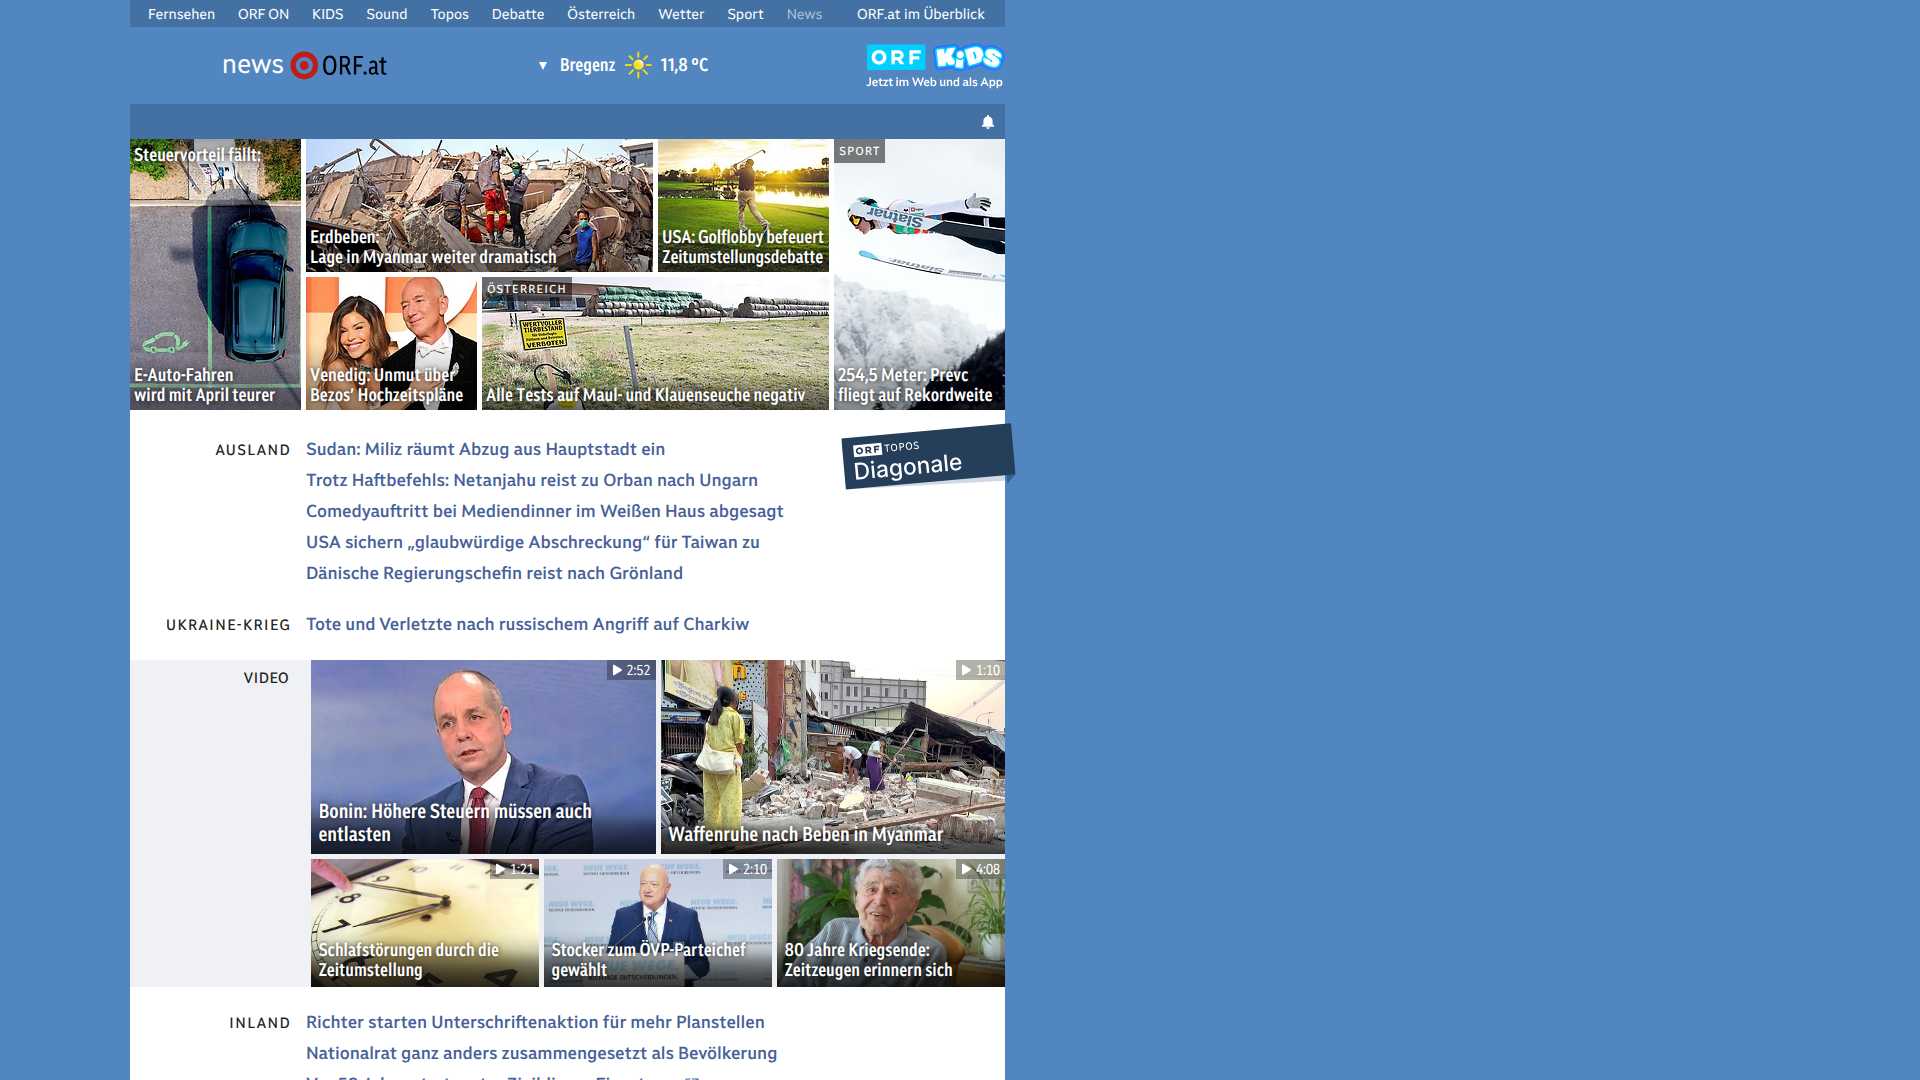 Fernsehen ORF ON KIDS Sound Topos Debatte Österreich Wetter Sport News ORF.at im Überblick
news ORF.at
▼ Bregenz 11,8 °C
ORF KiDS
Jetzt im Web und als App
Steuervorteil fällt:
E-Auto-Fahren
wird mit April teurer
Erdbeben:
Lage in Myanmar weiter dramatisch
USA: Golflobby befeuert
Zeitumstellungsdebatte
SPORT
Slatnar
Slatnar
254,5 Meter: Prevc
fliegt auf Rekordweite
Venedig: Unmut über
Bezos’ Hochzeitspläne
ÖSTERREICH
WERTVOLLER
TIERBESTAND
VERBOTEN
Alle Tests auf Maul- und Klauenseuche negativ
AUSLAND
Sudan: Miliz räumt Abzug aus Hauptstadt ein
Trotz Haftbefehls: Netanjahu reist zu Orban nach Ungarn
Comedyauftritt bei Mediendinner im Weißen Haus abgesagt
USA sichern „glaubwürdige Abschreckung“ für Taiwan zu
Dänische Regierungschefin reist nach Grönland
ORF TOPOS
Diagonale
UKRAINE-KRIEG
Tote und Verletzte nach russischem Angriff auf Charkiw
VIDEO
2:52
Bonin: Höhere Steuern müssen auch
entlasten
1:10
Waffenruhe nach Beben in Myanmar
1:21
Schlafstörungen durch die
Zeitumstellung
2:10
NEUE WEGE.
Stocker zum ÖVP-Parteichef
gewählt
4:08
80 Jahre Kriegsende:
Zeitzeugen erinnern sich
INLAND
Richter starten Unterschriftenaktion für mehr Planstellen
Nationalrat ganz anders zusammengesetzt als Bevölkerung